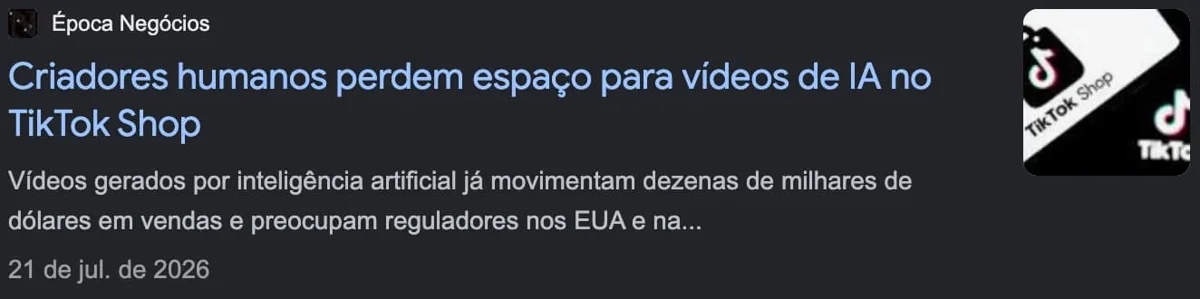 Época Negócios
Criadores humanos perdem espaço para vídeos de IA no
TikTok Shop
Vídeos gerados por inteligência artificial já movimentam dezenas de milhares de
dólares em vendas e preocupam reguladores nos EUA e na...
21 de jul. de 2026
TikTok Shop
TikTo